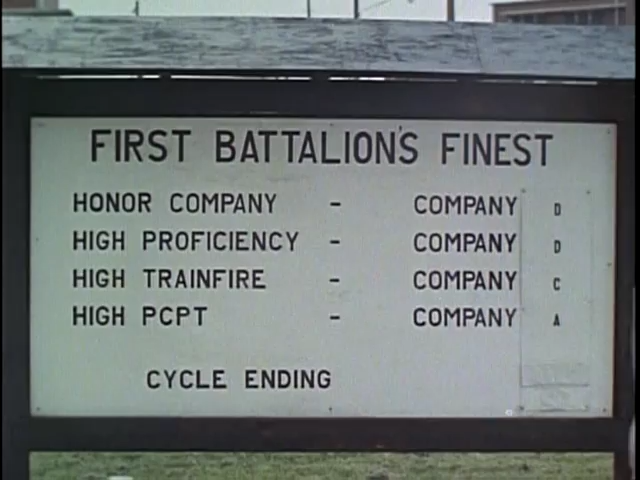 FIRST BATTALION'S FINEST
HONOR COMPANY - COMPANY D
HIGH PROFICIENCY - COMPANY D
HIGH TRAINFIRE - COMPANY C
HIGH PCPT - COMPANY A
CYCLE ENDING